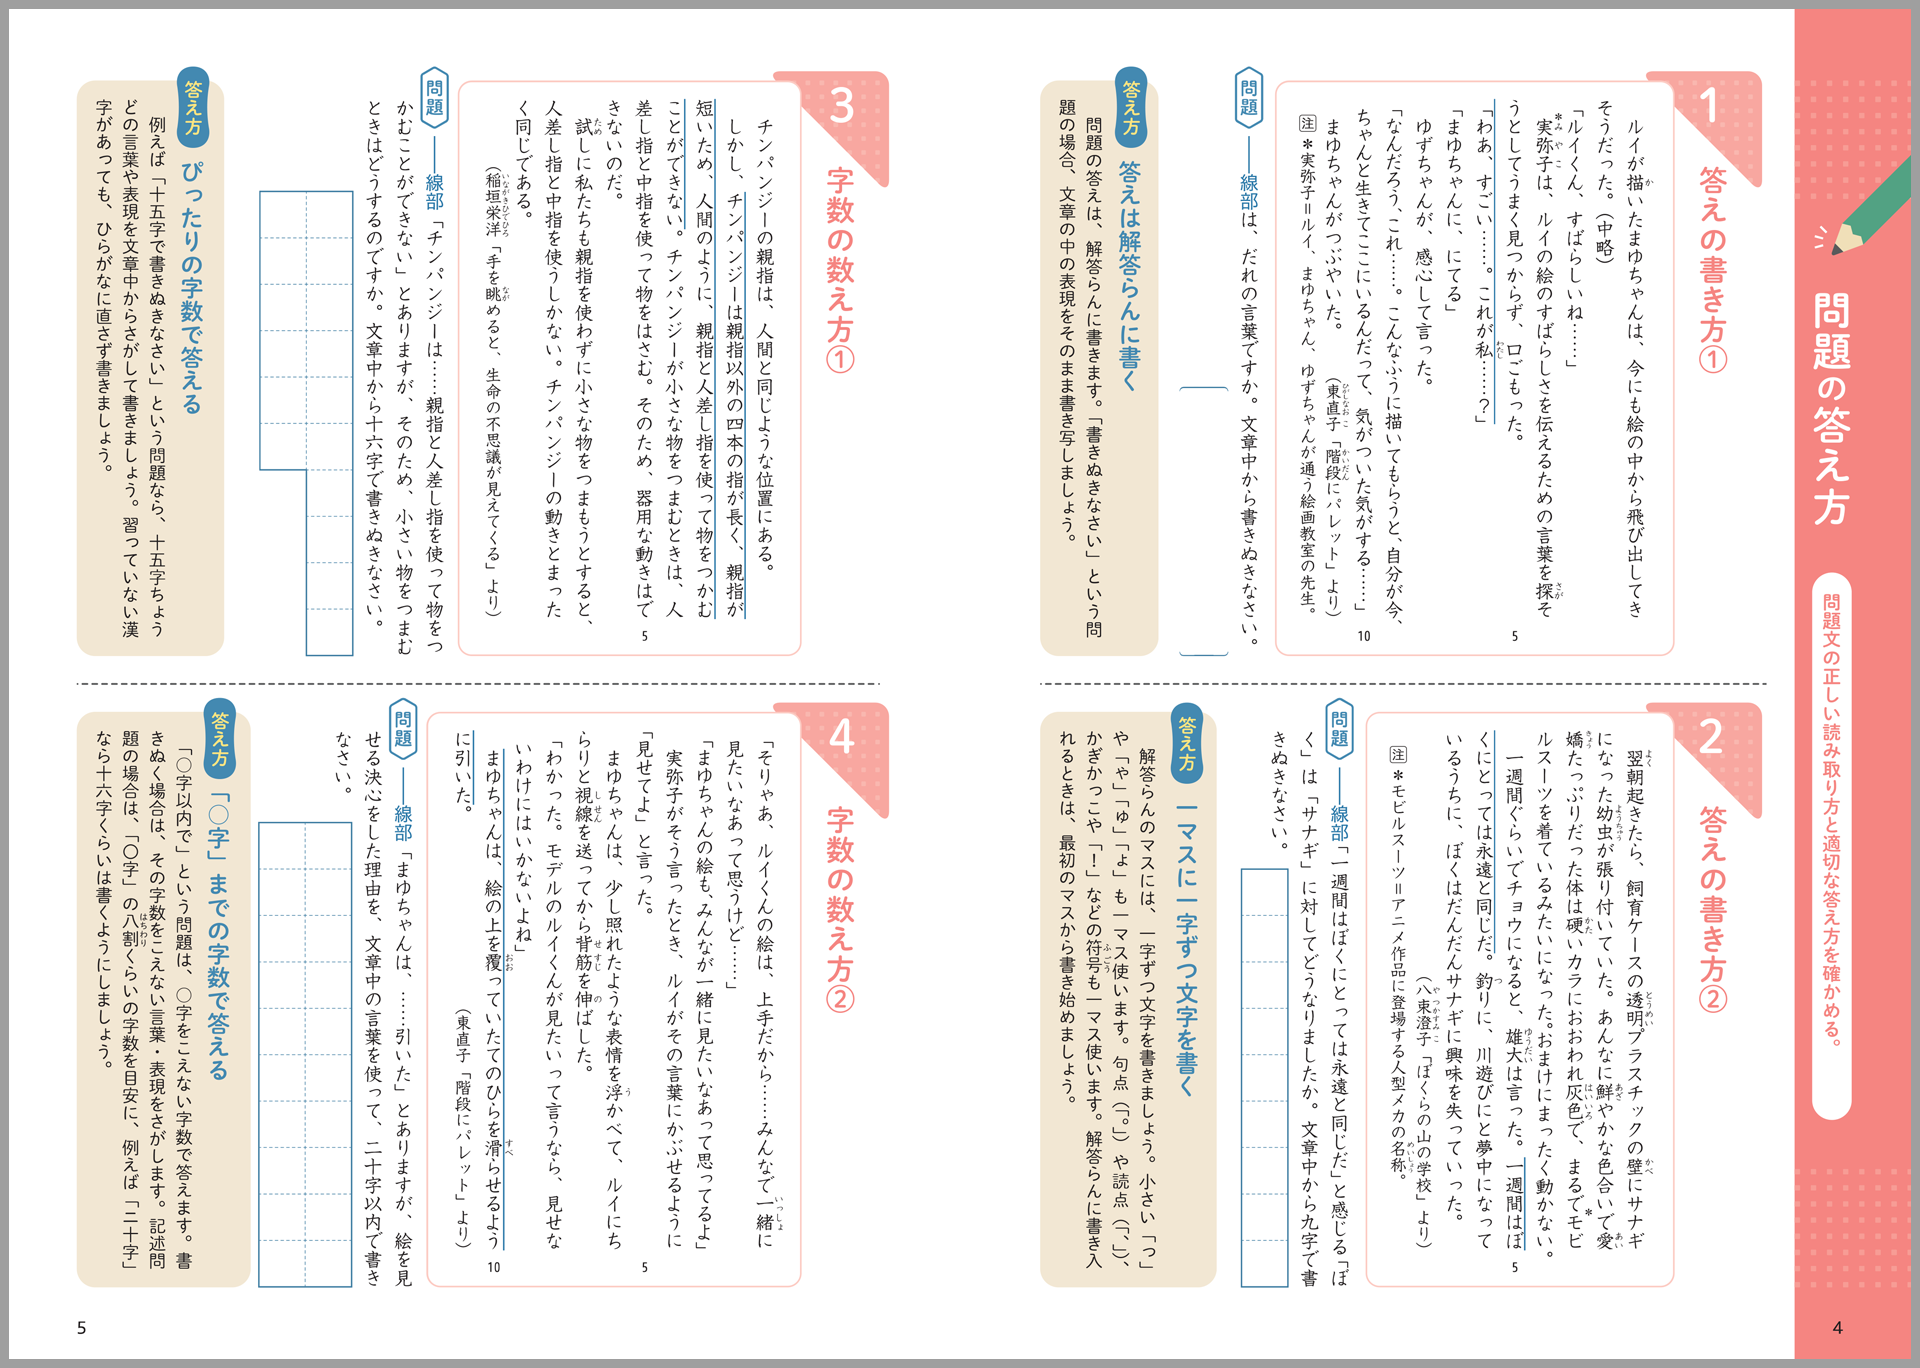 問題の答え方
問題文の正しい読み取り方と適切な答え方を確かめる。
1
答えの書き方①
ルイが描いたまゆちゃんは、今にも絵の中から飛び出してき
そうだった。（中略）
「ルイくん、すばらしいね……」
＊実弥子は、ルイの絵のすばらしさを伝えるための言葉を探そ
うとしてうまく見つからず、口ごもった。
「わあ、すごい……。これが私……？」
「まゆちゃんに、にてる」
ゆずちゃんが、感心して言った。
「なんだろう、これ……。こんなふうに描いてもらうと、自分が今、
ちゃんと生きてここにいるんだって、気がついた気がする……」
まゆちゃんがつぶやいた。
（東直子「階段にパレット」より）
注 ＊実弥子＝ルイ、まゆちゃん、ゆずちゃんが通う絵画教室の先生。
5
10
問題
――線部は、だれの言葉ですか。文章中から書きぬきなさい。
答え方
答えは解答らんに書く
問題の答えは、解答らんに書きます。「書きぬきなさい」という問
題の場合、文章の中の表現をそのまま書き写しましょう。
2
答えの書き方②
翌朝起きたら、飼育ケースの透明プラスチックの壁にサナギ
になった幼虫が張り付いていた。あんなに鮮やかな色合いで愛
嬌たっぷりだった体は硬いカラにおおわれ灰色で、まるで＊モビ
ルスーツを着ているみたいになった。おまけにまったく動かない。
一週間ぐらいでチョウになると、雄大は言った。一週間はぼ
くにとっては永遠と同じだ。釣りに、川遊びにと夢中になって
いるうちに、ぼくはだんだんサナギに興味を失っていった。
（八束澄子「ぼくらの山の学校」より）
注 ＊モビルスーツ＝アニメ作品に登場する人型メカの名称。
5
問題
――線部「一週間はぼくにとっては永遠と同じだ」と感じる「ぼ
く」は「サナギ」に対してどうなりましたか。文章中から九字で書
きぬきなさい。
答え方
一マスに一字ずつ文字を書く
解答らんのマスには、一字ずつ文字を書きましょう。小さい「っ」
や「ゃ」「ゅ」「ょ」も一マス使います。句点（「。」）や読点（「、」）、
かぎかっこや「！」などの符号も一マス使います。解答らんに書き入
れるときは、最初のマスから書き始めましょう。
4
3
字数の数え方①
チンパンジーの親指は、人間と同じような位置にある。
しかし、チンパンジーは親指以外の四本の指が長く、親指が
短いため、人間のように、親指と人差し指を使って物をつかむ
ことができない。チンパンジーが小さな物をつまむときは、人
差し指と中指を使って物をはさむ。そのため、器用な動きはで
きないのだ。
試しに私たちも親指を使わずに小さな物をつまもうとすると、
人差し指と中指を使うしかない。チンパンジーの動きとまった
く同じである。
（稲垣栄洋「手を眺めると、生命の不思議が見えてくる」より）
5
問題
――線部「チンパンジーは……親指と人差し指を使って物をつ
かむことができない」とありますが、そのため、小さい物をつまむ
ときはどうするのですか。文章中から十六字で書きぬきなさい。
答え方
ぴったりの字数で答える
例えば「十五字で書きぬきなさい」という問題なら、十五字ちょう
どの言葉や表現を文章中からさがして書きましょう。習っていない漢
字があっても、ひらがなに直さず書きましょう。
4
字数の数え方②
「そりゃあ、ルイくんの絵は、上手だから……みんなで一緒に
見たいなあって思うけど……」
「まゆちゃんの絵も、みんなが一緒に見たいなあって思ってるよ」
実弥子がそう言ったとき、ルイがその言葉にかぶせるように
「見せてよ」と言った。
まゆちゃんは、少し照れたような表情を浮かべて、ルイにち
らりと視線を送ってから背筋を伸ばした。
「わかった。モデルのルイくんが見たいって言うなら、見せな
いわけにはいかないよね」
まゆちゃんは、絵の上を覆っていたてのひらを滑らせるよう
に引いた。
（東直子「階段にパレット」より）
5
10
問題
――線部「まゆちゃんは、……引いた」とありますが、絵を見
せる決心をした理由を、文章中の言葉を使って、二十字以内で書き
なさい。
答え方
「〇字」までの字数で答える
「〇字以内で」という問題は、〇字をこえない字数で答えます。書
きぬく場合は、その字数をこえない言葉・表現をさがします。記述問
題の場合は、「〇字」の八割くらいの字数を目安に、例えば「二十字」
なら十六字くらいは書くようにしましょう。
5